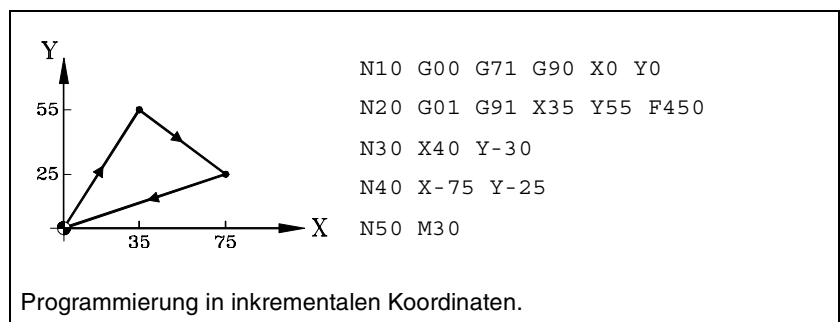 Y
55
25
35 75
X
N10 G00 G71 G90 X0 Y0
N20 G01 G91 X35 Y55 F450
N30 X40 Y-30
N40 X-75 Y-25
N50 M30
Programmierung in inkrementalen Koordinaten.